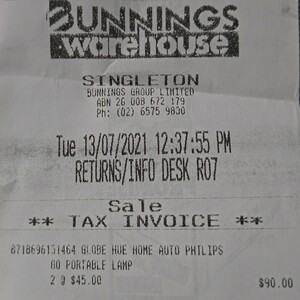 BUNNINGS
warehouse
SINGLETON
BUNNINGS GROUP LIMITED
ABN 26 008 672 179
Ph: (02) 6575 9800
Tue 13/07/2021 12:37:55 PM
RETURNS/INFO DESK R07
Sale
** TAX INVOICE **
8718696151464 GLOBE HUE HOME AUTO PHILIPS
GO PORTABLE LAMP
2 @ $45.00 $90.00